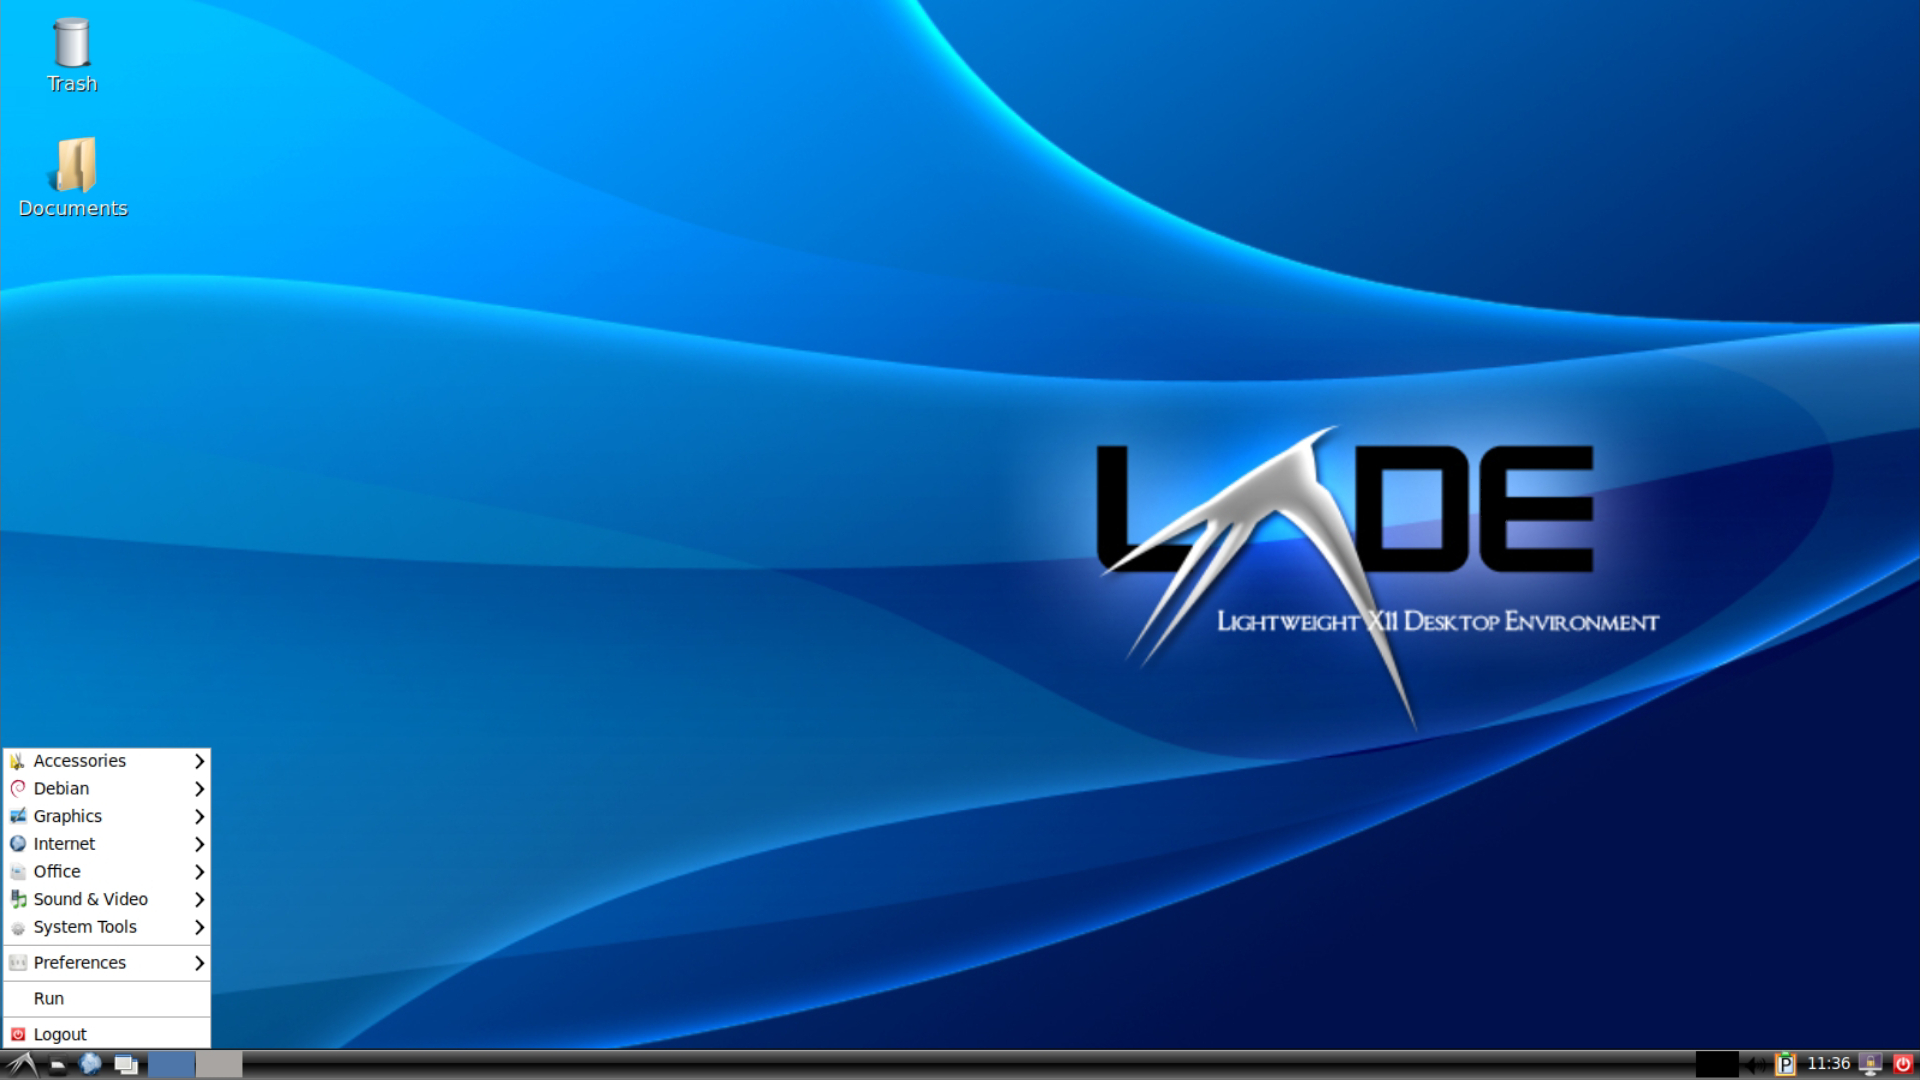 Trash
Documents
LXDE
LIGHTWEIGHT X11 DESKTOP ENVIRONMENT
Accessories
Debian
Graphics
Internet
Office
Sound & Video
System Tools
Preferences
Run
Logout
P
11:36